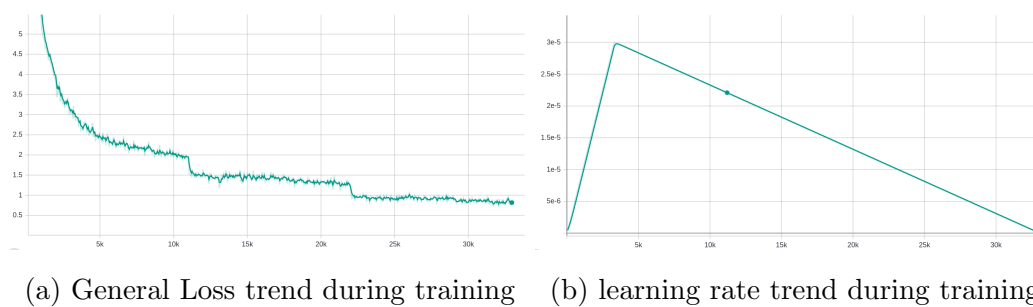 5
4.5
4
3.5
3
2.5
2
1.5
1
0.5
5k 10k 15k 20k 25k 30k
3e-5
2.5e-5
2e-5
1.5e-5
1e-5
5e-6
5k 10k 15k 20k 25k 30k
(a) General Loss trend during training
(b) learning rate trend during training